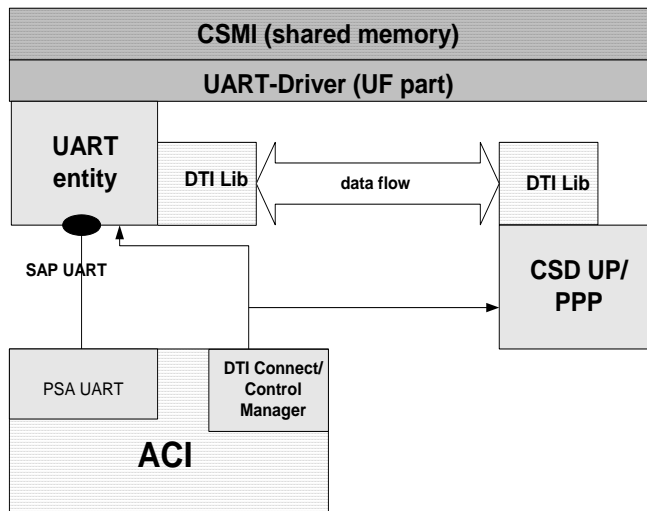 CSMI (shared memory)
UART-Driver (UF part)
UART
entity
DTI Lib
data flow
DTI Lib
SAP UART
CSD UP/
PPP
PSA UART
DTI Connect/
Control
Manager
ACI